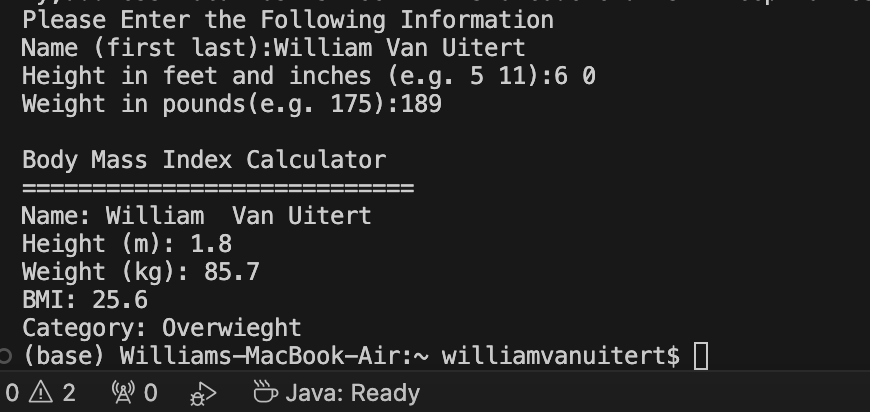 Please Enter the Following Information
Name (first last):William Van Uitert
Height in feet and inches (e.g. 5 11):6 0
Weight in pounds(e.g. 175):189
Body Mass Index Calculator
============================
Name: William  Van Uitert
Height (m): 1.8
Weight (kg): 85.7
BMI: 25.6
Category: Overwieght
(base) Williams-MacBook-Air:~ williamvanuitert$
0 2 0 Java: Ready